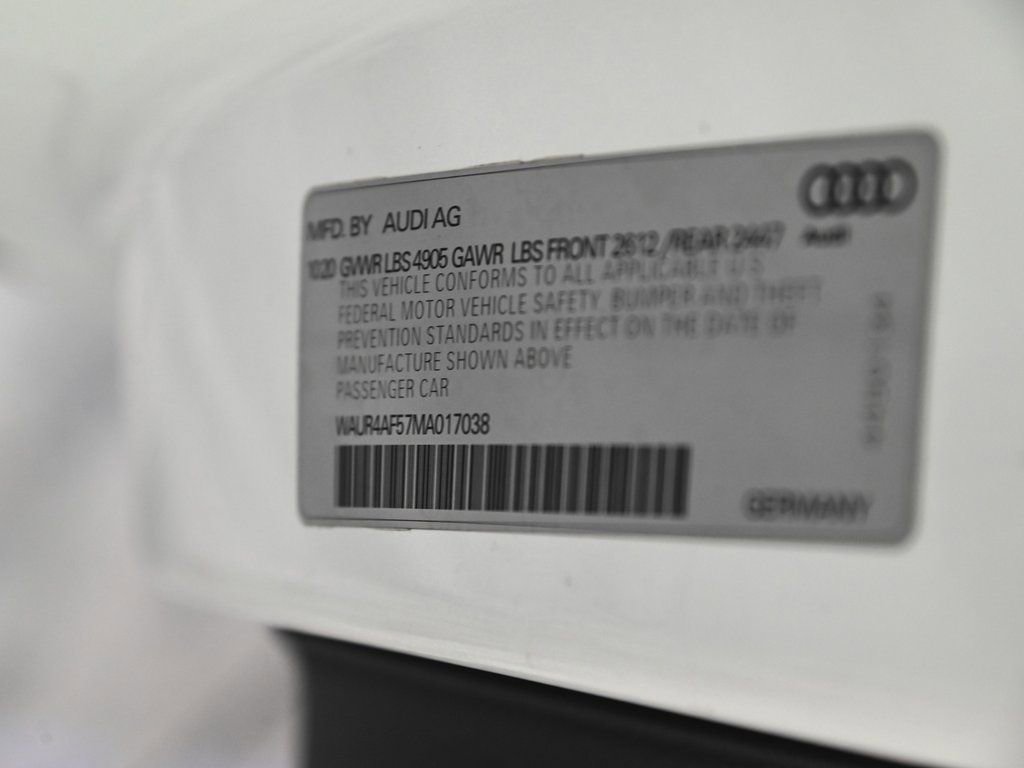 MFD. BY AUDI AG
10.20 GVWR LBS 4905 GAWR LBS FRONT 2612 /REAR 2447
Audi
THIS VEHICLE CONFORMS TO ALL APPLICABLE U.S.
FEDERAL MOTOR VEHICLE SAFETY, BUMPER AND THEFT
PREVENTION STANDARDS IN EFFECT ON THE DATE OF
MANUFACTURE SHOWN ABOVE
PASSENGER CAR
WAUR4AF57MA017038
GERMANY